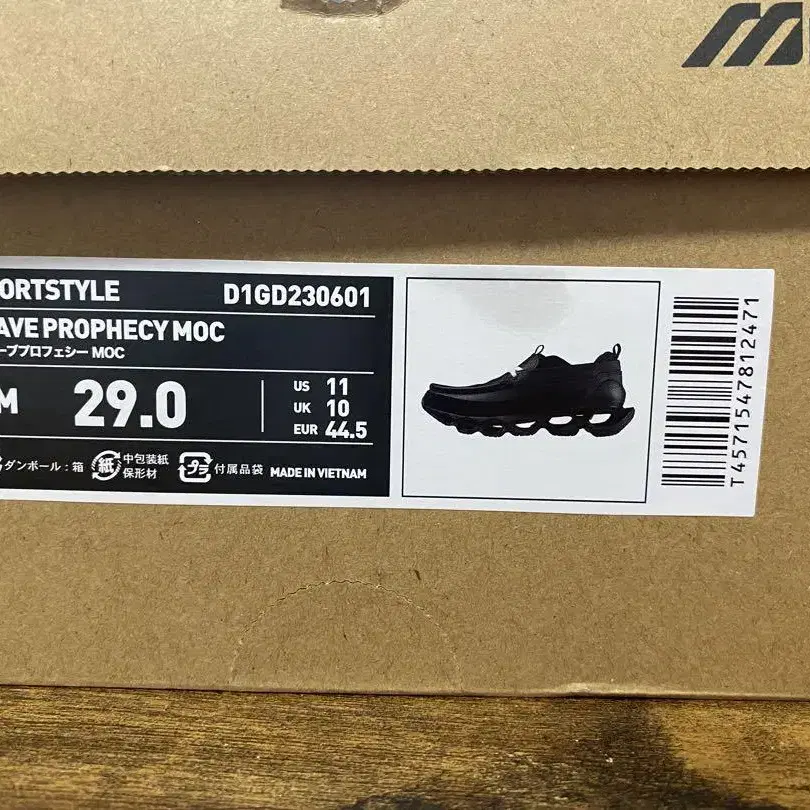 ORTSTYLE D1GD230601
AVE PROPHECY MOC
ーブプロフェシー MOC
M 29.0
US 11
UK 10
EUR 44.5
ダンボール：箱 紙 中包装紙 保形材 プラ 付属品袋 MADE IN VIETNAM
T4571547812471